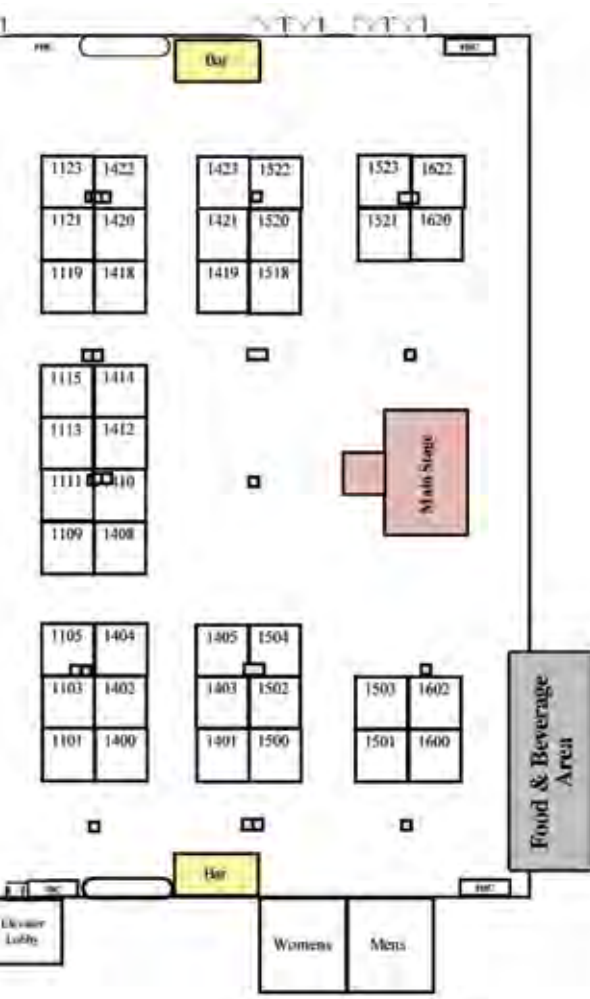 Bar
1123 1422 1423 1522 1523 1622
1121 1420 1421 1520 1521 1620
1119 1418 1419 1518
1115 1414
1113 1412
1111 410
1109 1408
Main Stage
1105 1404 1405 1504
1103 1402 1403 1502 1503 1602
1101 1400 1401 1500 1501 1600
Food & Beverage
Area
Bar
Elevator
Lobby
Womens Mens